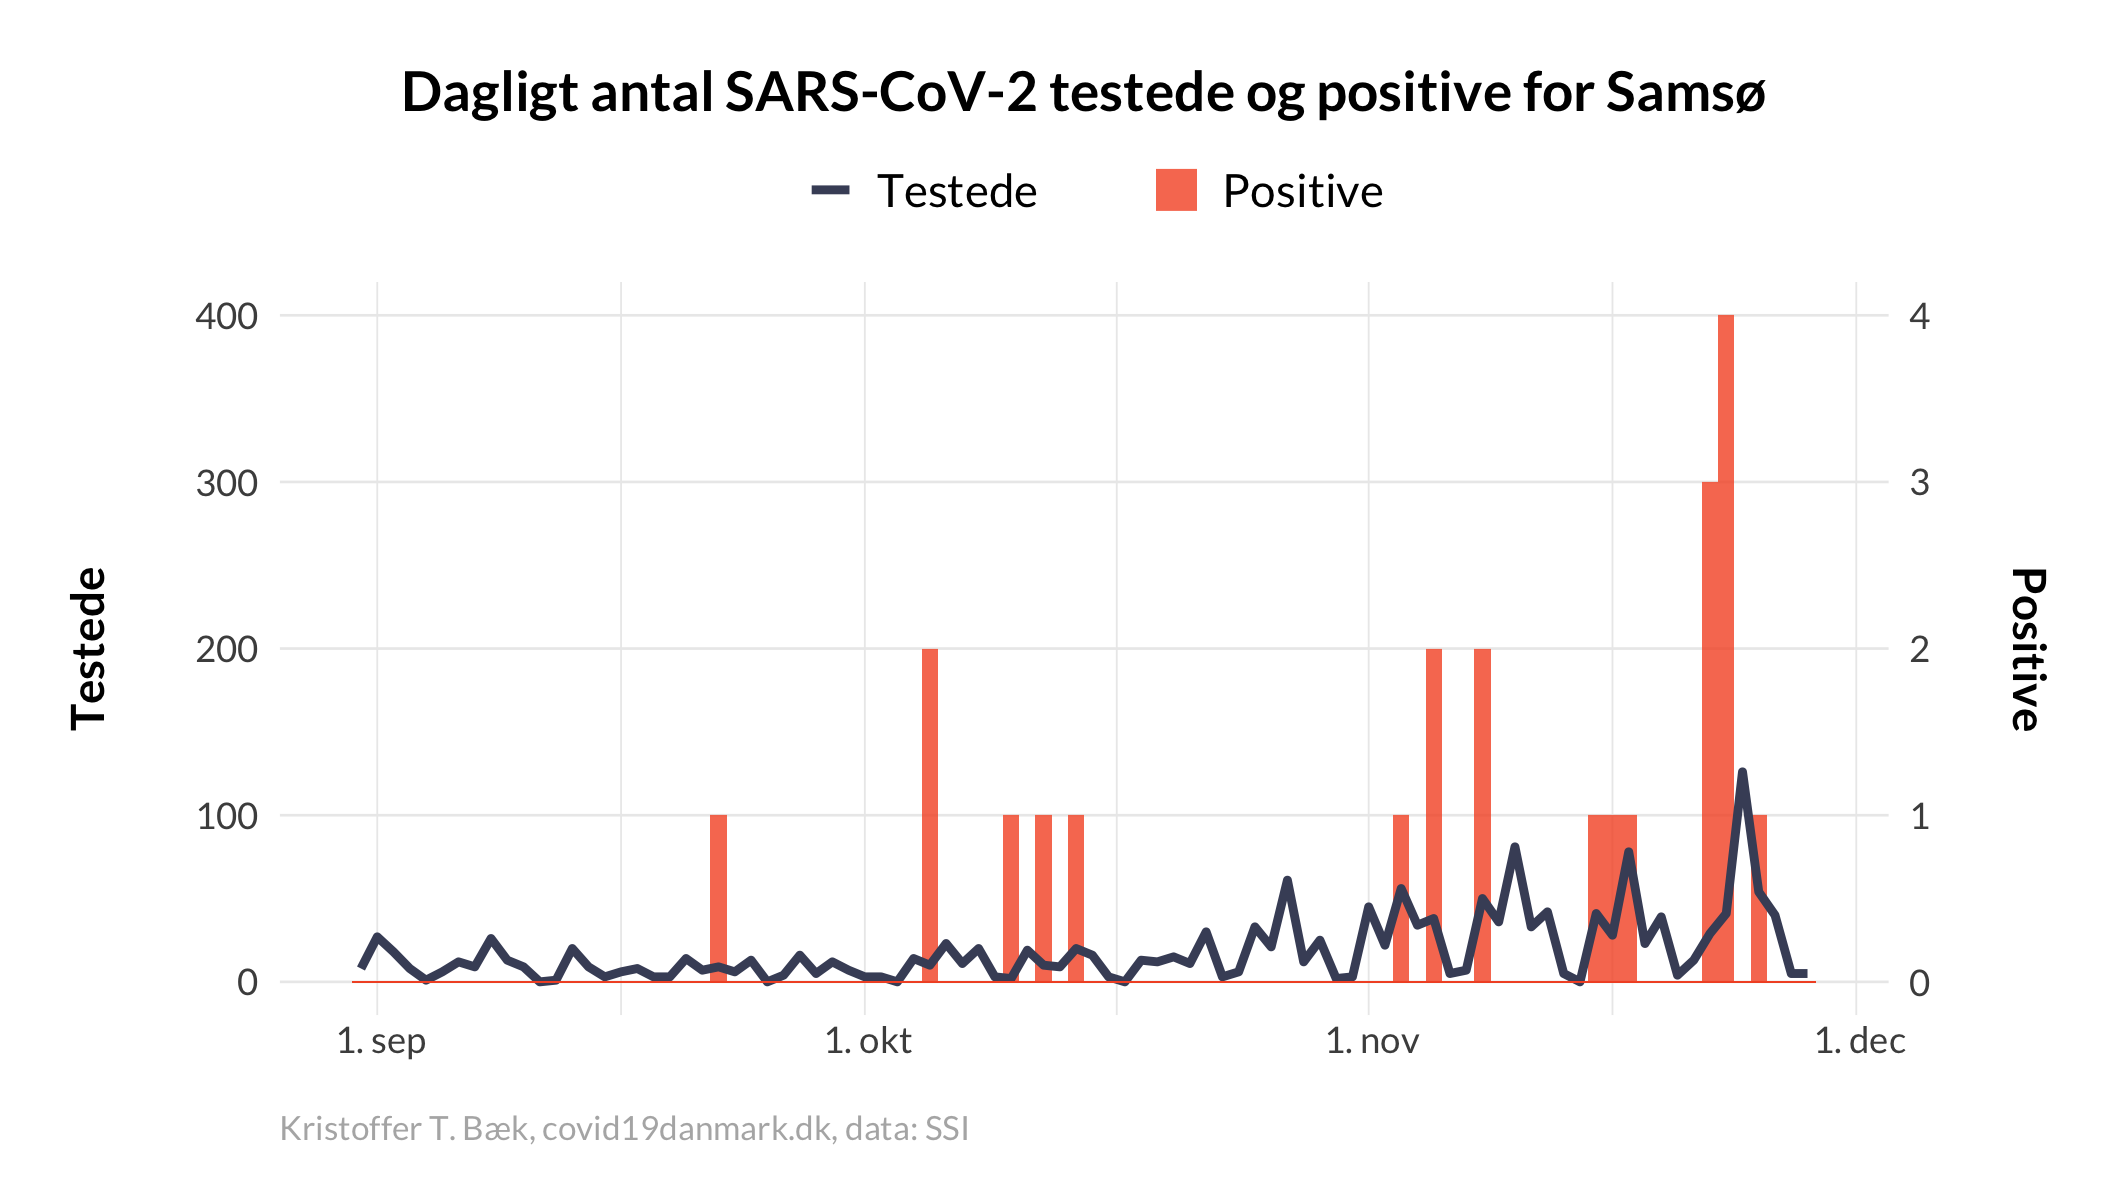 Dagligt antal SARS-CoV-2 testede og positive for Samsø
Testede
Positive
400
300
200
100
0
4
3
2
1
0
Testede
Positive
1. sep
1. okt
1. nov
1. dec
Kristoffer T. Bæk, covid19danmark.dk, data: SSI